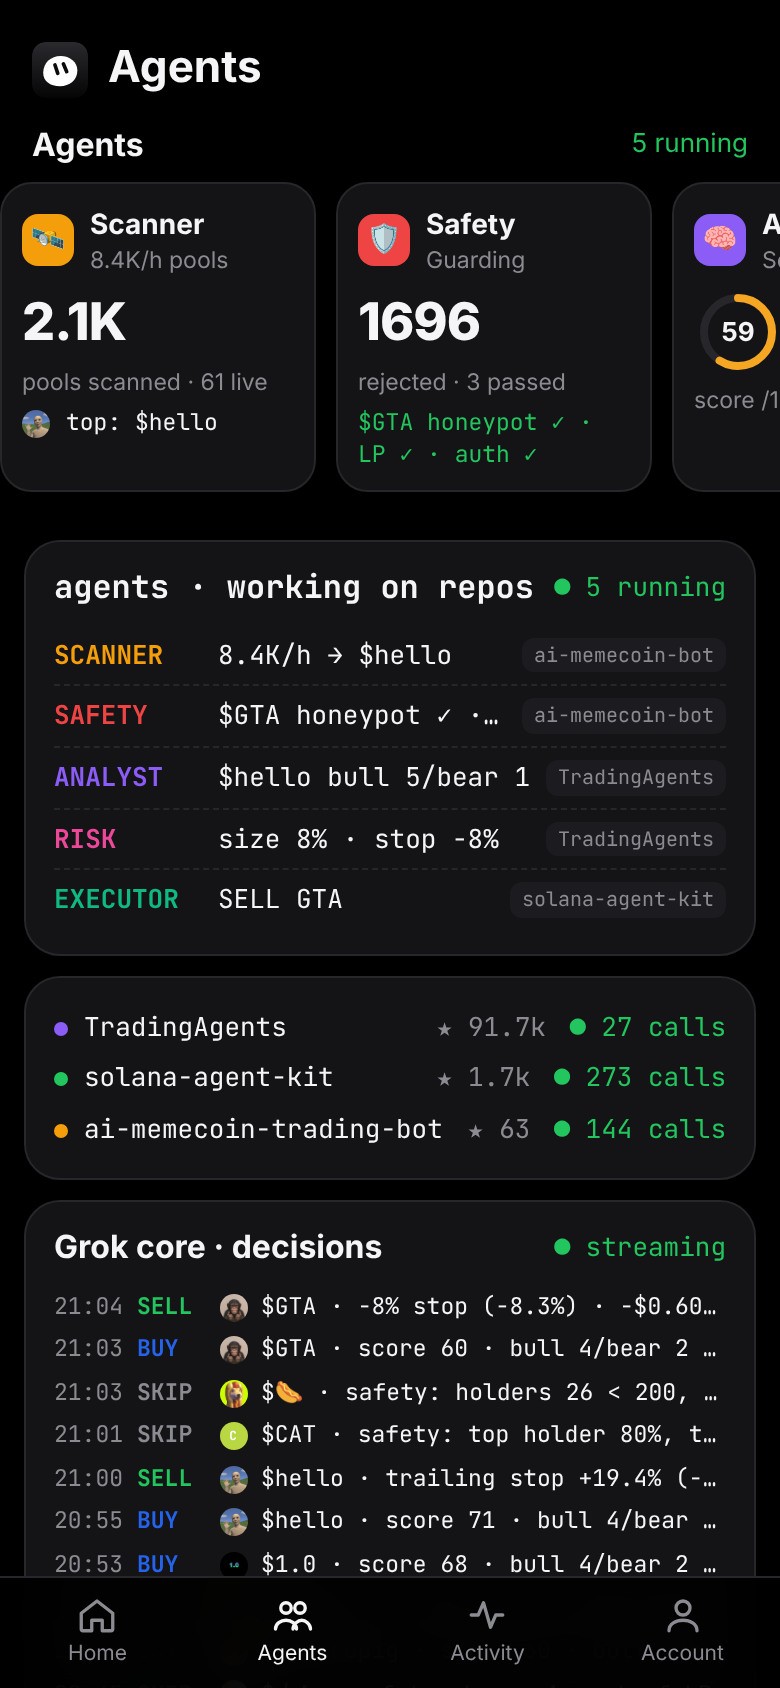 Agents
Agents
5 running
Scanner
8.4K/h pools
2.1K
pools scanned · 61 live
top: $hello
Safety
Guarding
1696
rejected · 3 passed
$GTA honeypot ✓ ·
LP ✓ · auth ✓
59
score /1
agents · working on repos
5 running
SCANNER 8.4K/h → $hello ai-memecoin-bot
SAFETY $GTA honeypot ✓ ·… ai-memecoin-bot
ANALYST $hello bull 5/bear 1 TradingAgents
RISK size 8% · stop -8% TradingAgents
EXECUTOR SELL GTA solana-agent-kit
TradingAgents ★ 91.7k 27 calls
solana-agent-kit ★ 1.7k 273 calls
ai-memecoin-trading-bot ★ 63 144 calls
Grok core · decisions
streaming
21:04 SELL $GTA · -8% stop (-8.3%) · -$0.60…
21:03 BUY $GTA · score 60 · bull 4/bear 2 …
21:03 SKIP $🌭 · safety: holders 26 < 200, …
21:01 SKIP C $CAT · safety: top holder 80%, t…
21:00 SELL $hello · trailing stop +19.4% (-…
20:55 BUY $hello · score 71 · bull 4/bear …
20:53 BUY 1.0 $1.0 · score 68 · bull 4/bear 2 …
Home
Agents
Activity
Account